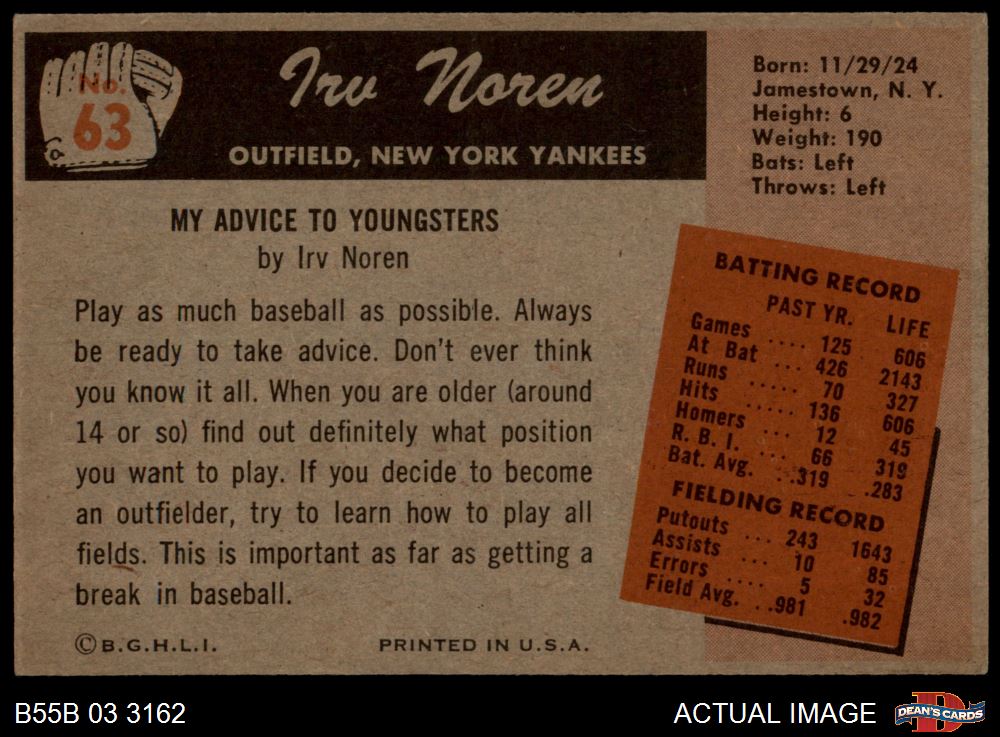 No.
63
Irv Noren
OUTFIELD, NEW YORK YANKEES
Born: 11/29/24
Jamestown, N. Y.
Height: 6
Weight: 190
Bats: Left
Throws: Left
MY ADVICE TO YOUNGSTERS
by Irv Noren
Play as much baseball as possible. Always
be ready to take advice. Don't ever think
you know it all. When you are older (around
14 or so) find out definitely what position
you want to play. If you decide to become
an outfielder, try to learn how to play all
fields. This is important as far as getting a
break in baseball.
BATTING RECORD
PAST YR. LIFE
Games .... 125 606
At Bat ... 426 2143
Runs ..... 70 327
Hits ..... 136 606
Homers ... 12 45
R. B. I. ... 66 319
Bat. Avg. ..319 .283
FIELDING RECORD
Putouts ... 243 1643
Assists ... 10 85
Errors .... 5 32
Field Avg. ..981 .982
©B.G.H.L.I. PRINTED IN U.S.A.
B55B 03 3162
ACTUAL IMAGE
D
DEAN'S CARDS